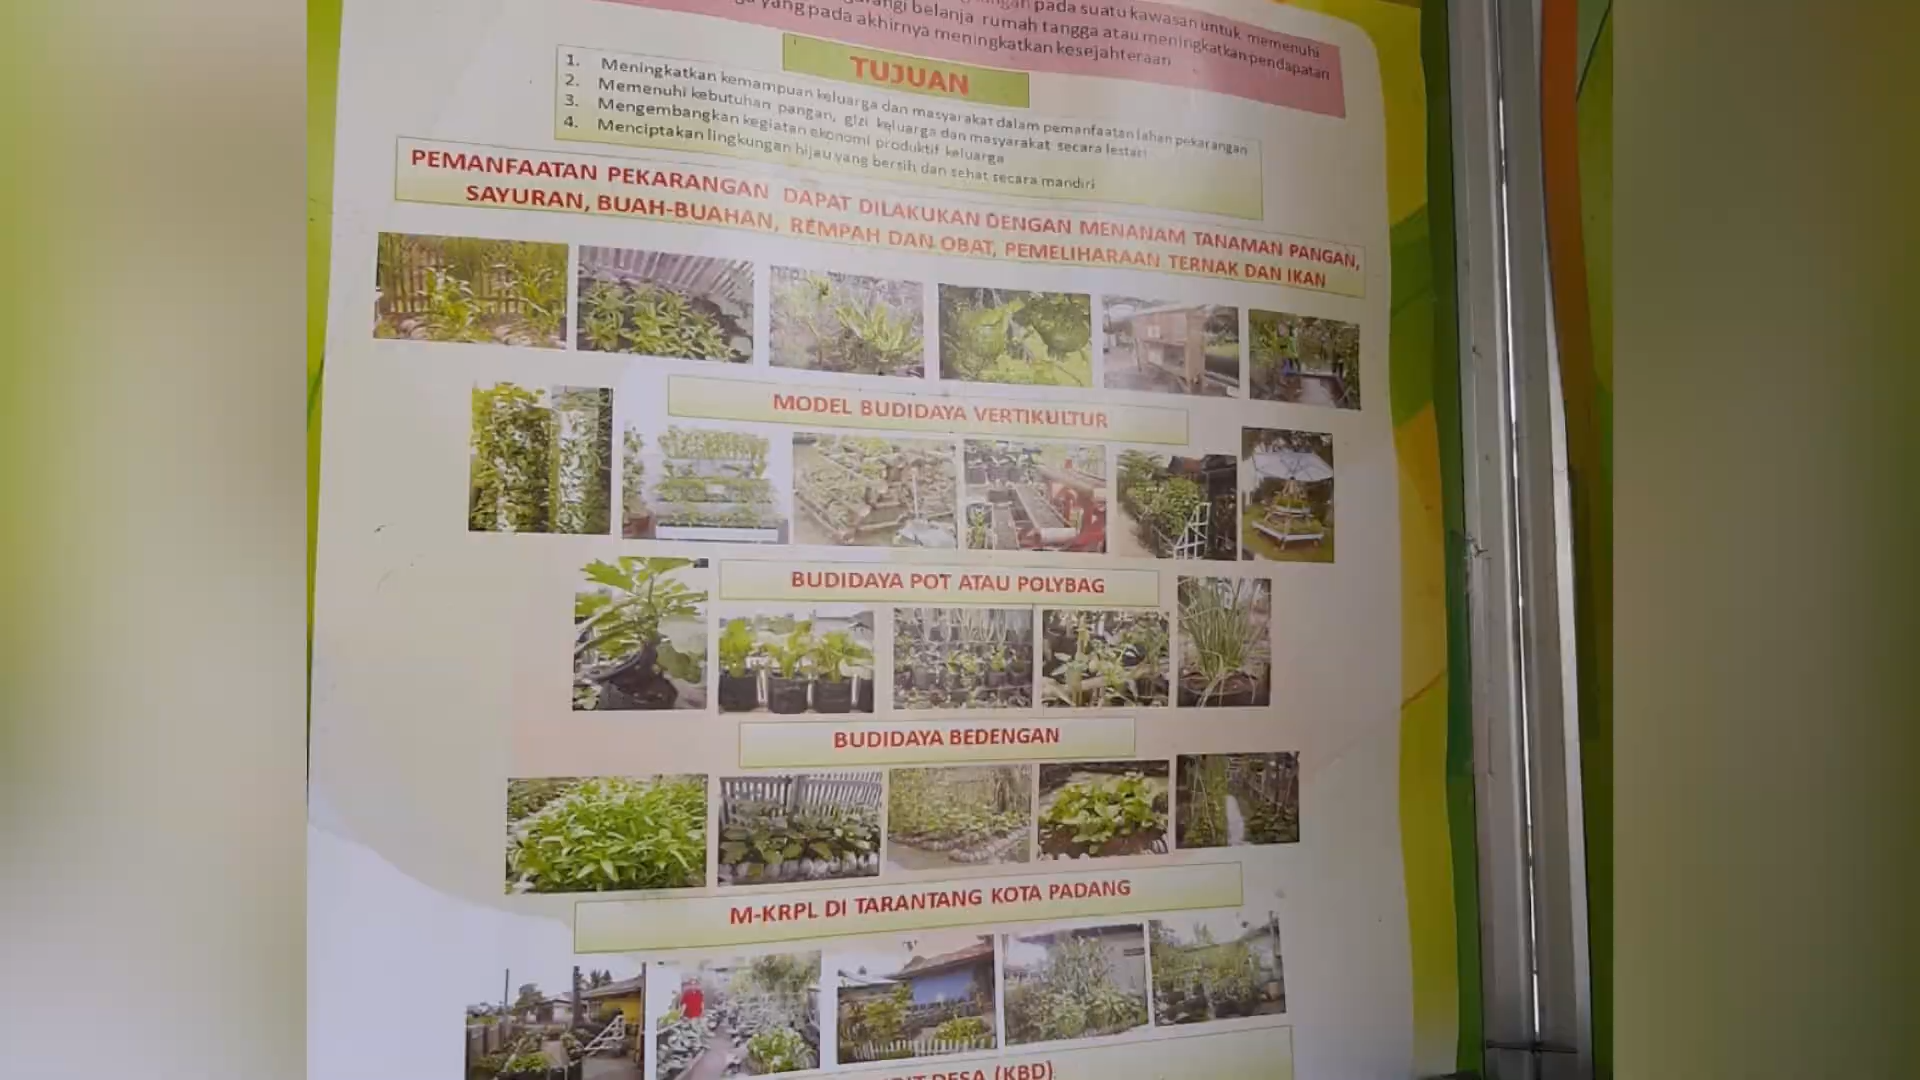 pada suatu kawasan untuk memenuhi
belanja rumah tangga atau meningkatkan pendapatan
yang pada akhirnya meningkatkan kesejahteraan
TUJUAN
1. Meningkatkan kemampuan keluarga dan masyarakat dalam pemanfaatan lahan pekarangan
2. Memenuhi kebutuhan pangan, gizi keluarga dan masyarakat secara lestari
3. Mengembangkan kegiatan ekonomi produktif keluarga
4. Menciptakan lingkungan hijau yang bersih dan sehat secara mandiri
PEMANFAATAN PEKARANGAN DAPAT DILAKUKAN DENGAN MENANAM TANAMAN PANGAN,
SAYURAN, BUAH-BUAHAN, REMPAH DAN OBAT, PEMELIHARAAN TERNAK DAN IKAN
MODEL BUDIDAYA VERTIKULTUR
BUDIDAYA POT ATAU POLYBAG
BUDIDAYA BEDENGAN
M-KRPL DI TARANTANG KOTA PADANG
DESA (KBD)